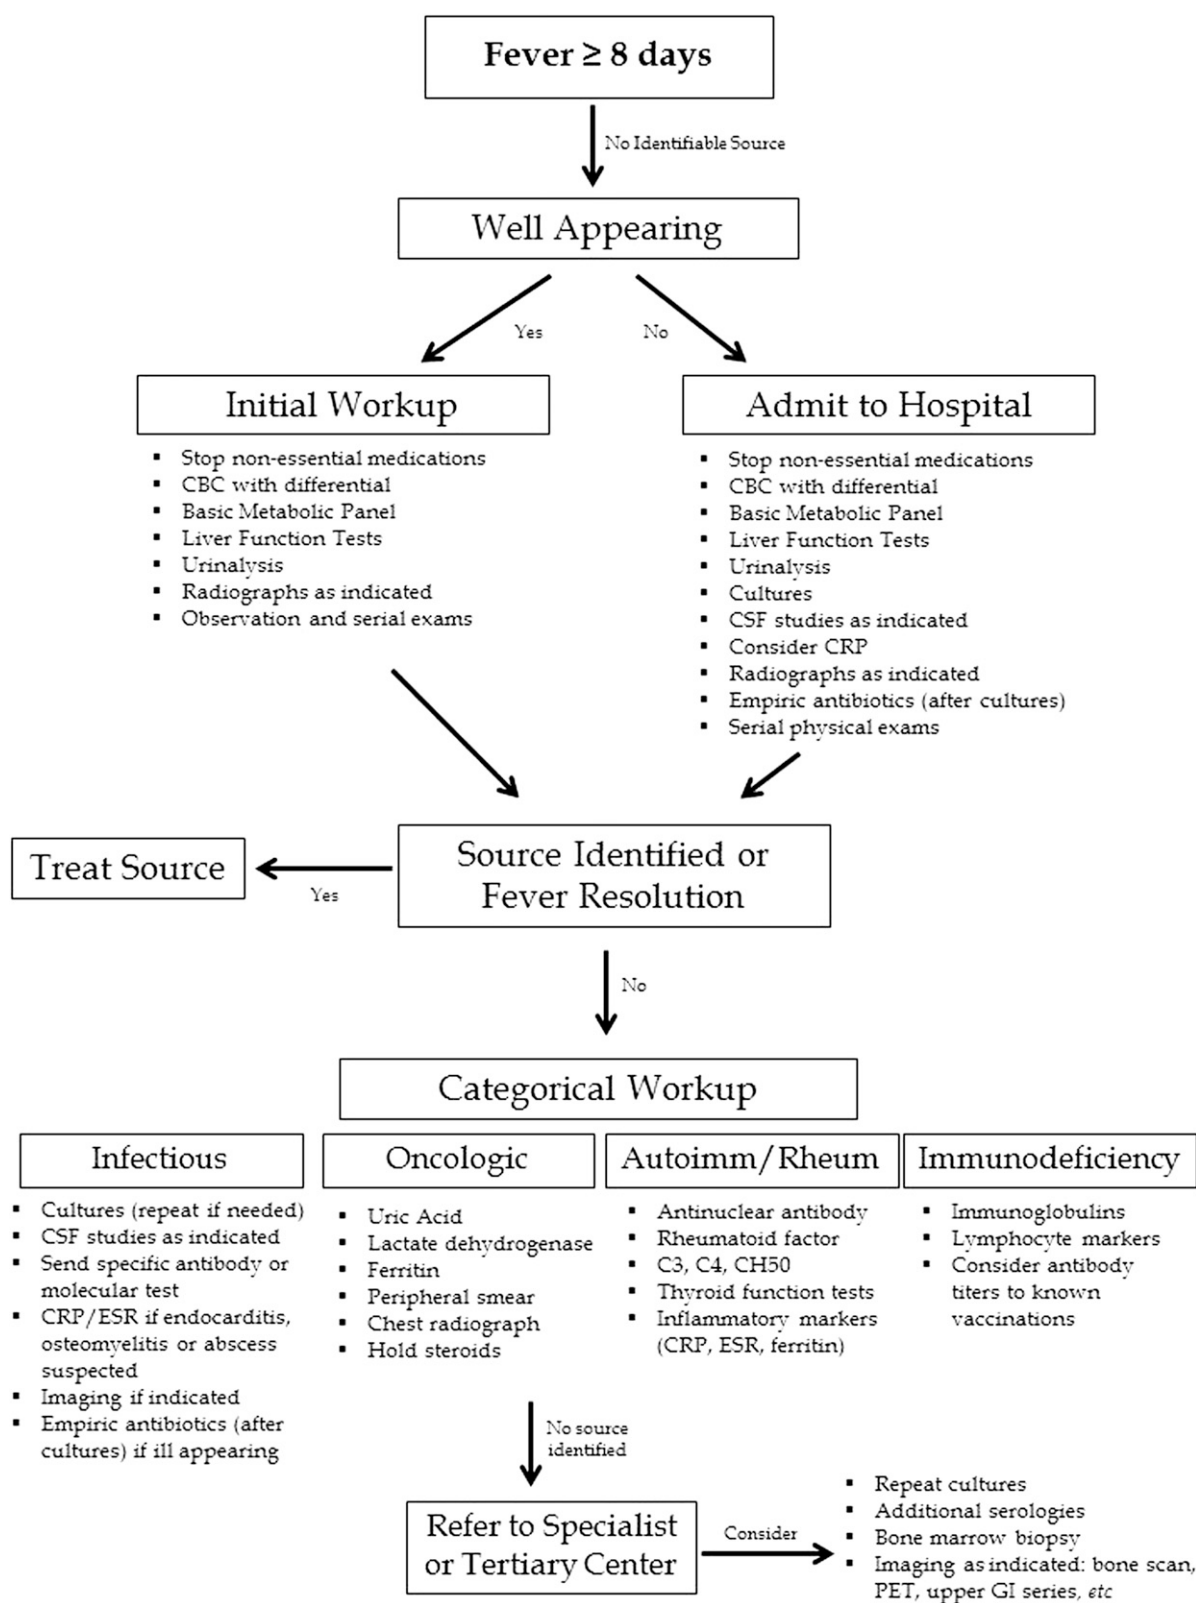 Fever ≥ 8 days
No Identifiable Source
Well Appearing
Yes
No
Initial Workup
▪ Stop non-essential medications
▪ CBC with differential
▪ Basic Metabolic Panel
▪ Liver Function Tests
▪ Urinalysis
▪ Radiographs as indicated
▪ Observation and serial exams
Admit to Hospital
▪ Stop non-essential medications
▪ CBC with differential
▪ Basic Metabolic Panel
▪ Liver Function Tests
▪ Urinalysis
▪ Cultures
▪ CSF studies as indicated
▪ Consider CRP
▪ Radiographs as indicated
▪ Empiric antibiotics (after cultures)
▪ Serial physical exams
Source Identified or
Fever Resolution
Yes
Treat Source
No
Categorical Workup
Infectious
▪ Cultures (repeat if needed)
▪ CSF studies as indicated
▪ Send specific antibody or
molecular test
▪ CRP/ESR if endocarditis,
osteomyelitis or abscess
suspected
▪ Imaging if indicated
▪ Empiric antibiotics (after
cultures) if ill appearing
Oncologic
▪ Uric Acid
▪ Lactate dehydrogenase
▪ Ferritin
▪ Peripheral smear
▪ Chest radiograph
▪ Hold steroids
Autoimm/Rheum
▪ Antinuclear antibody
▪ Rheumatoid factor
▪ C3, C4, CH50
▪ Thyroid function tests
▪ Inflammatory markers
(CRP, ESR, ferritin)
Immunodeficiency
▪ Immunoglobulins
▪ Lymphocyte markers
▪ Consider antibody
titers to known
vaccinations
No source
identified
Refer to Specialist
or Tertiary Center
Consider
▪ Repeat cultures
▪ Additional serologies
▪ Bone marrow biopsy
▪ Imaging as indicated: bone scan,
PET, upper GI series, etc